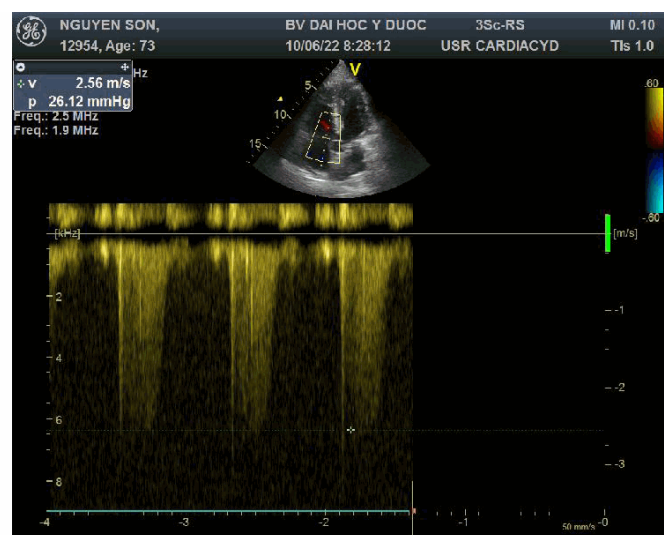 NGUYEN SON, BV DAI HOC Y DUOC 3Sc-RS MI 0.10
12954, Age: 73 10/06/22 8:28:12 USR CARDIACYD TIs 1.0
V 2.56 m/s Hz
p 26.12 mmHg
Freq.: 2.5 MHz
Freq.: 1.9 MHz
V
5
10
15
.60
-.60
[kHz] [m/s]
-2
-4
-6
-8
-1
-2
-3
-4 -3 -2 -1 -0
50 mm/s